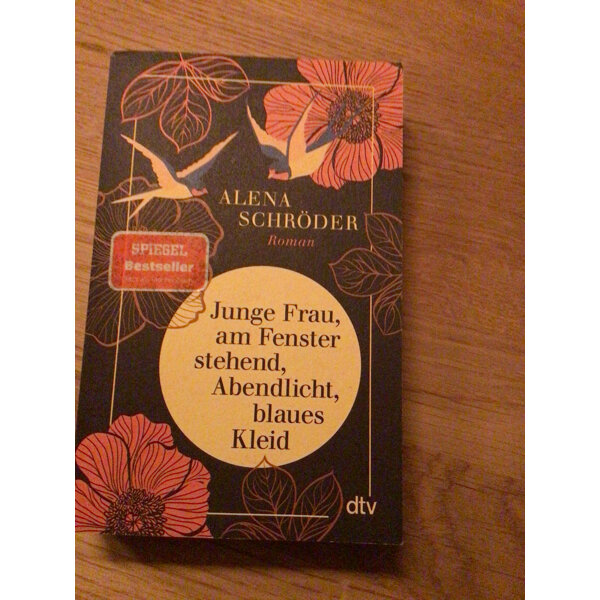 ALENA
SCHRÖDER
Roman
SPIEGEL
Bestseller
Junge Frau,
am Fenster
stehend,
Abendlicht,
blaues
Kleid
dtv